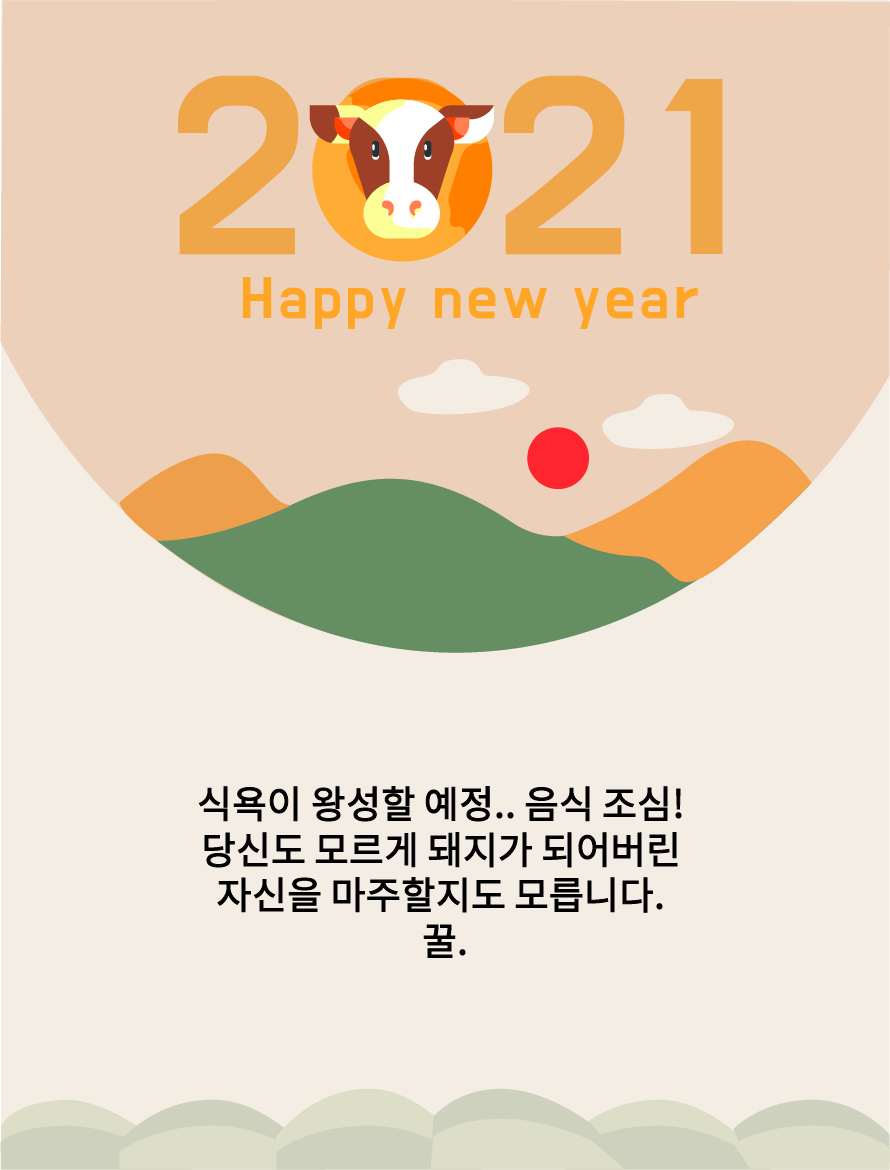 2021
Happy new year
식욕이 왕성할 예정.. 음식 조심!
당신도 모르게 돼지가 되어버린
자신을 마주할지도 모릅니다.
꿀.